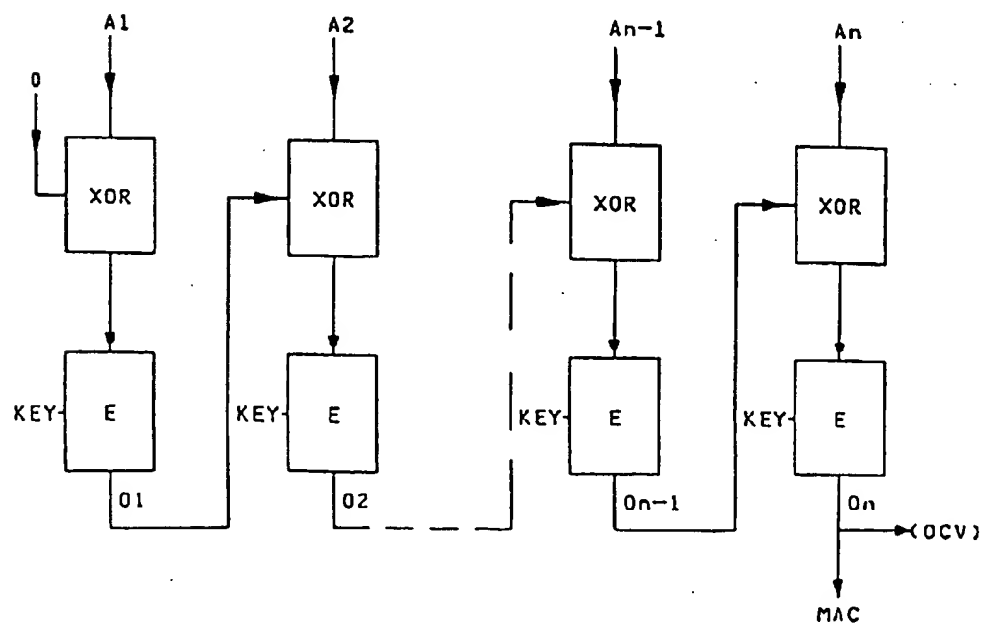 A1 A2 An-1 An
0
XOR XOR XOR XOR
KEY E KEY E KEY E KEY E
O1 O2 On-1 On
(OCV)
MAC